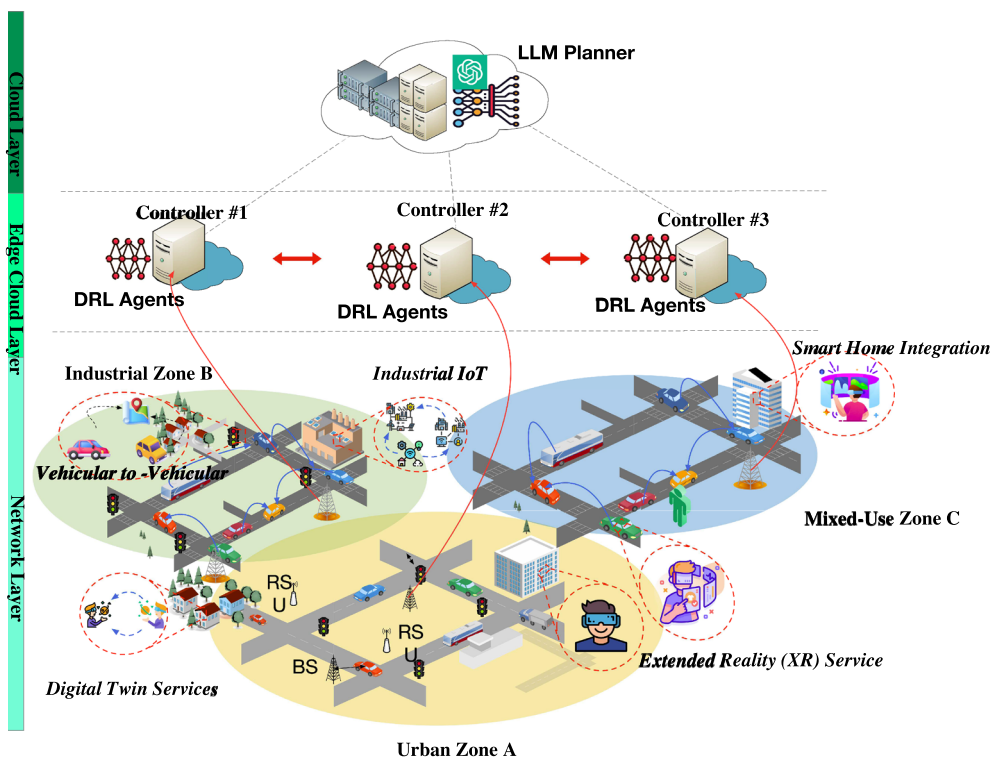 LLM Planner
Cloud Layer
Controller #1
Controller #2
Controller #3
Edge Cloud Layer
DRL Agents
DRL Agents
DRL Agents
Smart Home Integration
Industrial Zone B
Industrial IoT
Vehicular to -Vehicular
Network Layer
Mixed-Use Zone C
RS
U
RS
U
BS
Extended Reality (XR) Service
Digital Twin Services
Urban Zone A